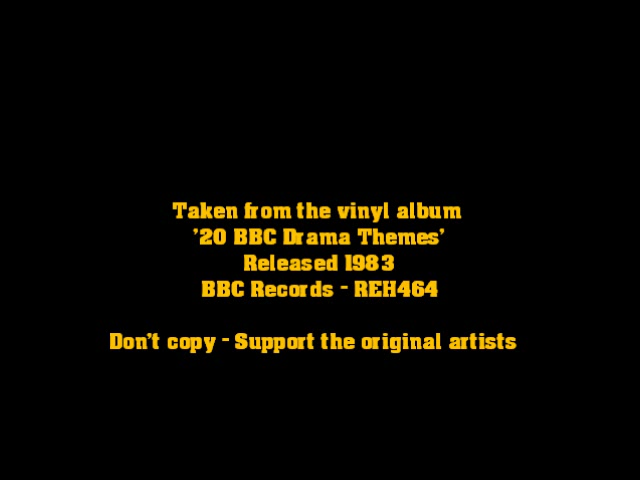 Taken from the vinyl album
'20 BBC Drama Themes'
Released 1983
BBC Records - REH464
Don't copy - Support the original artists